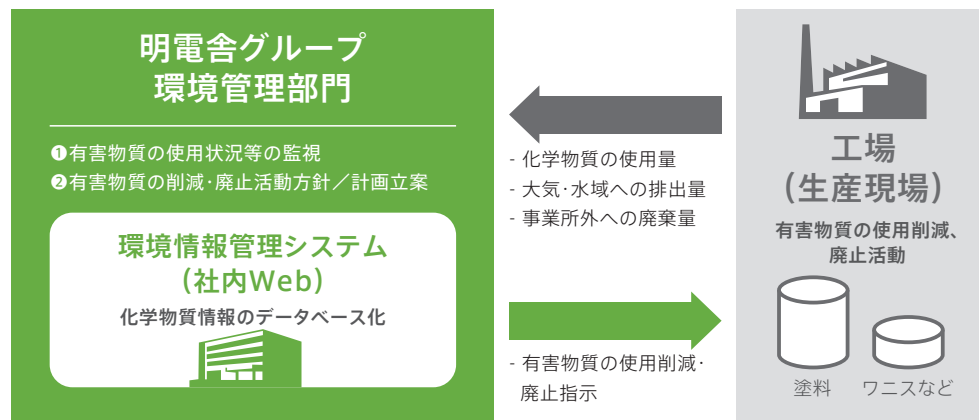 明電舎グループ
環境管理部門
❶有害物質の使用状況等の監視
❷有害物質の削減・廃止活動方針／計画立案
環境情報管理システム
（社内Web）
化学物質情報のデータベース化
- 化学物質の使用量
- 大気・水域への排出量
- 事業所外への廃棄量
- 有害物質の使用削減・
廃止指示
工場
（生産現場）
有害物質の使用削減、
廃止活動
塗料
ワニスなど